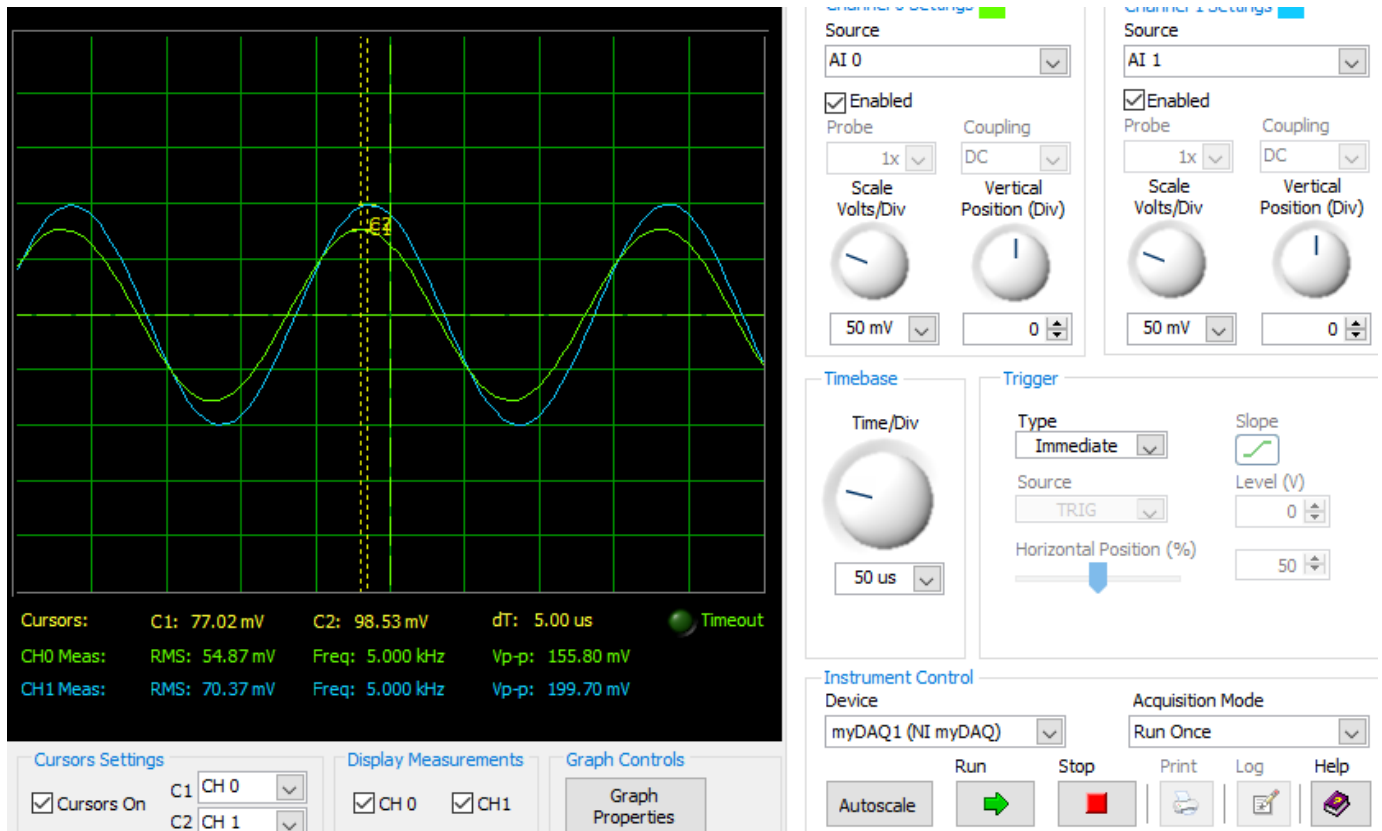 Channel 0 Settings
Channel 1 Settings
Source
AI 0
Source
AI 1
Enabled
Enabled
Probe
Coupling
Probe
Coupling
1x
DC
1x
DC
Scale
Volts/Div
Vertical
Position (Div)
Scale
Volts/Div
Vertical
Position (Div)
50 mV
0
50 mV
0
C2
Timebase
Trigger
Time/Div
Type
Immediate
Slope
Source
TRIG
Level (V)
0
Horizontal Position (%)
50
50 us
Cursors:
C1: 77.02 mV
C2: 98.53 mV
dT: 5.00 us
Timeout
CH0 Meas:
RMS: 54.87 mV
Freq: 5.000 kHz
Vp-p: 155.80 mV
CH1 Meas:
RMS: 70.37 mV
Freq: 5.000 kHz
Vp-p: 199.70 mV
Instrument Control
Device
Acquisition Mode
myDAQ1 (NI myDAQ)
Run Once
Run
Stop
Print
Log
Help
Autoscale
Cursors Settings
Cursors On
C1
CH 0
C2
CH 1
Display Measurements
CH 0
CH1
Graph Controls
Graph
Properties